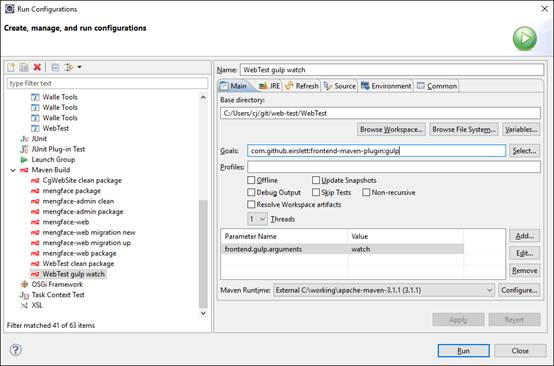 Run Configurations
Create, manage, and run configurations
type filter text
Walle Tools
Walle Tools
WebTest
JUnit
JUnit Plug-in Test
Launch Group
Maven Build
CgWebSite clean package
mengface package
mengface-admin clean
mengface-admin package
mengface-web
mengface-web migration new
mengface-web migration up
mengface-web package
WebTest clean package
WebTest gulp watch
OSGi Framework
Task Context Test
XSL
Filter matched 41 of 63 items
Name: WebTest gulp watch
Main JRE Refresh Source Environment Common
Base directory:
C:/Users/cj/git/web-test/WebTest
Browse Workspace... Browse File System... Variables...
Goals: com.github.eirslett:frontend-maven-plugin:gulp Select...
Profiles:
Offline Update Snapshots
Debug Output Skip Tests Non-recursive
Resolve Workspace artifacts
1 Threads
Parameter Name Value Add...
frontend.gulp.arguments watch
Edit...
Remove
Maven Runtime: External C:\working\apache-maven-3.1.1 (3.1.1) Configure...
Apply Revert
Run Close